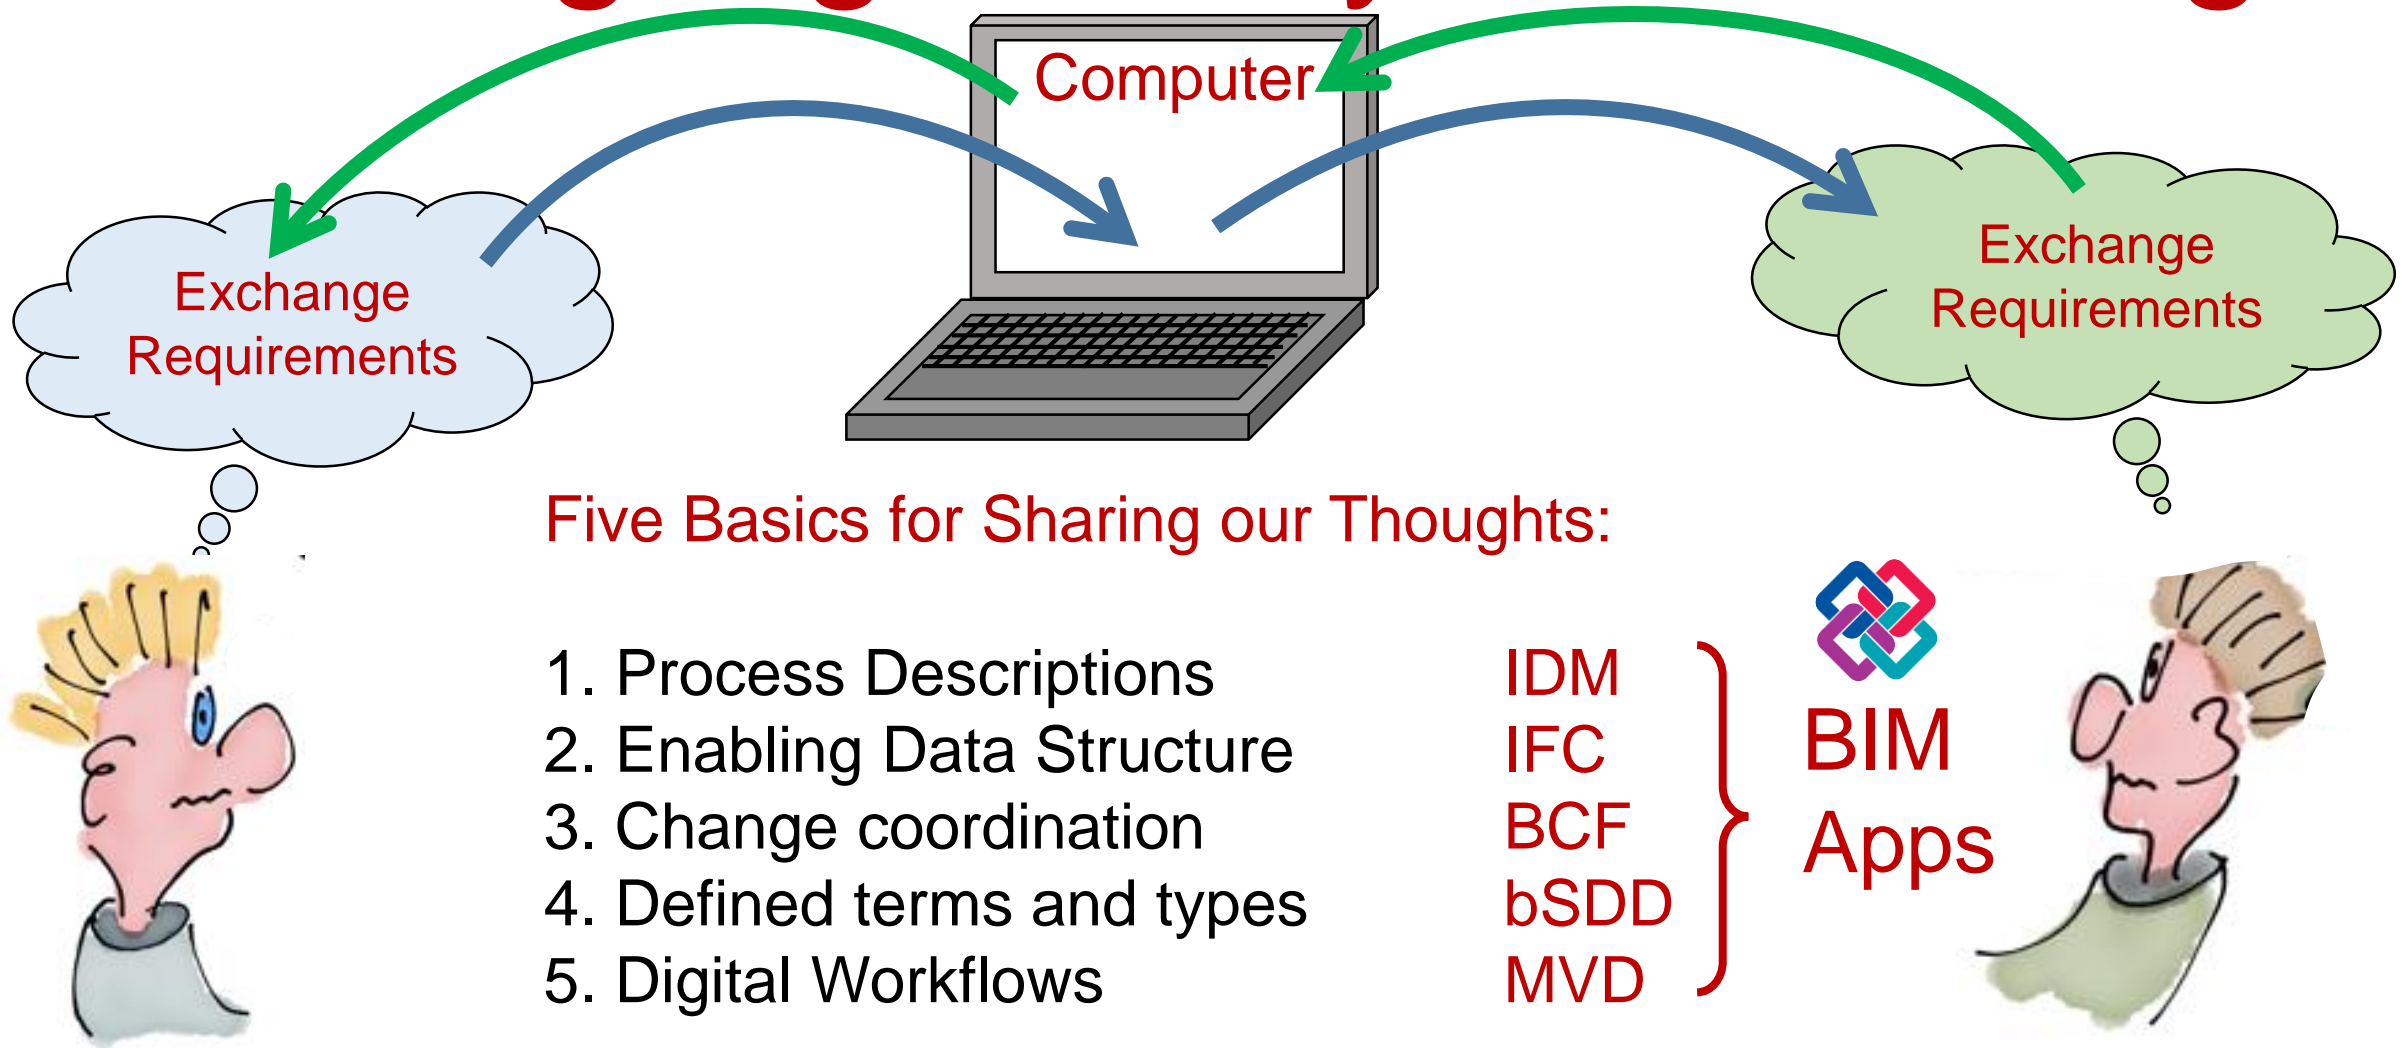 Computer
Exchange
Requirements
Exchange
Requirements
Five Basics for Sharing our Thoughts:
1. Process Descriptions IDM
2. Enabling Data Structure IFC
3. Change coordination BCF
4. Defined terms and types bSDD
5. Digital Workflows MVD
BIM
Apps